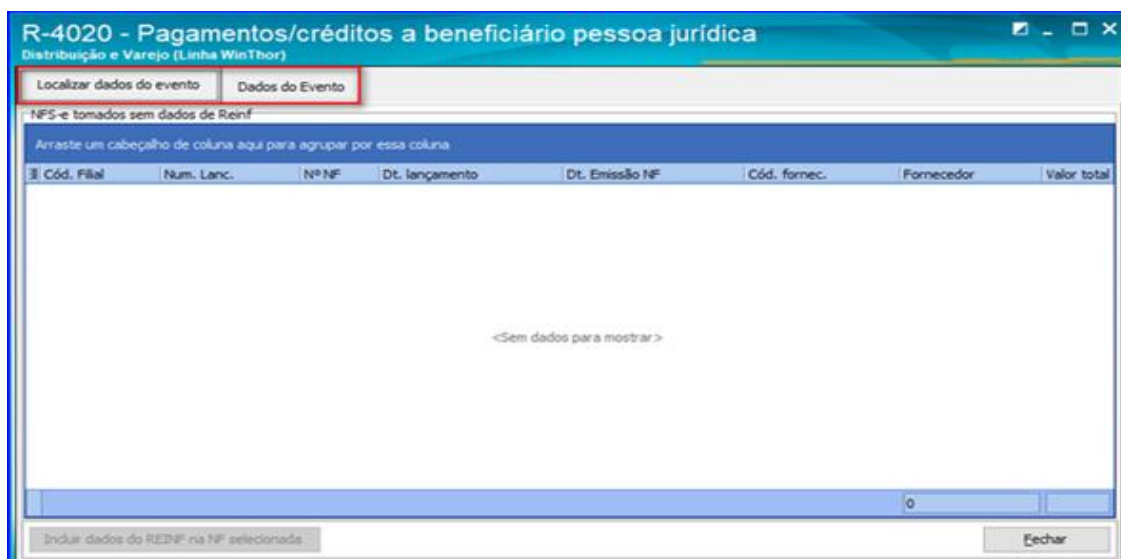 R-4020 - Pagamentos/créditos a beneficiário pessoa jurídica
Distribuição e Varejo (Linha WinThor)
Localizar dados do evento Dados do Evento
NFS-e tomados sem dados de Reinf
Arraste um cabeçalho de coluna aqui para agrupar por essa coluna
Cód. Filial Num. Lanc. Nº NF Dt. lançamento Dt. Emissão NF Cód. fornec. Fornecedor Valor total
<Sem dados para mostrar>
0
Incluir dados do REINF na NF selecionada Fechar